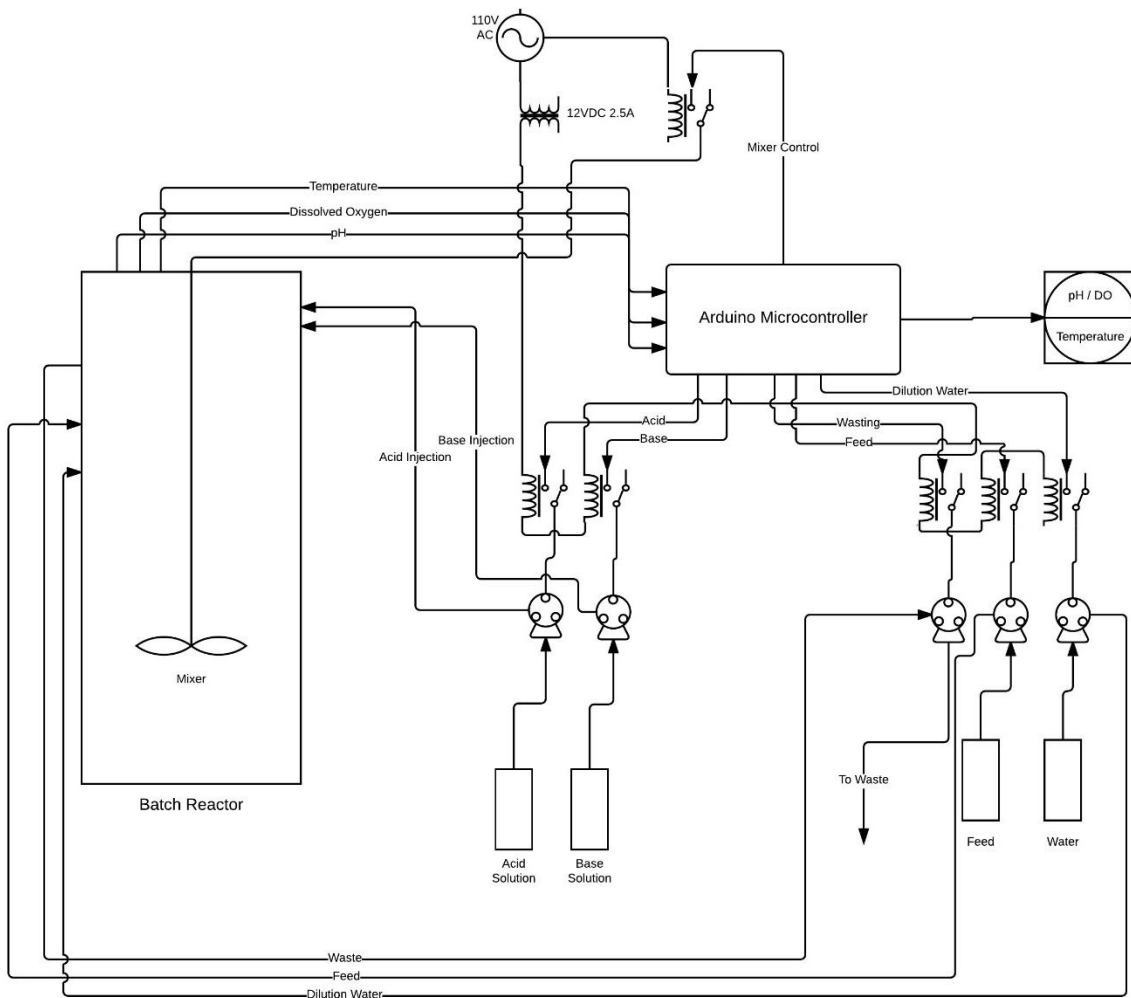 110V
AC
12VDC 2.5A
Mixer Control
Temperature
Dissolved Oxygen
pH
Arduino Microcontroller
pH / DO
Temperature
Dilution Water
Acid
Wasting
Base Injection
Base
Feed
Acid Injection
Mixer
To Waste
Batch Reactor
Feed
Water
Acid
Solution
Base
Solution
Waste
Feed
Dilution Water